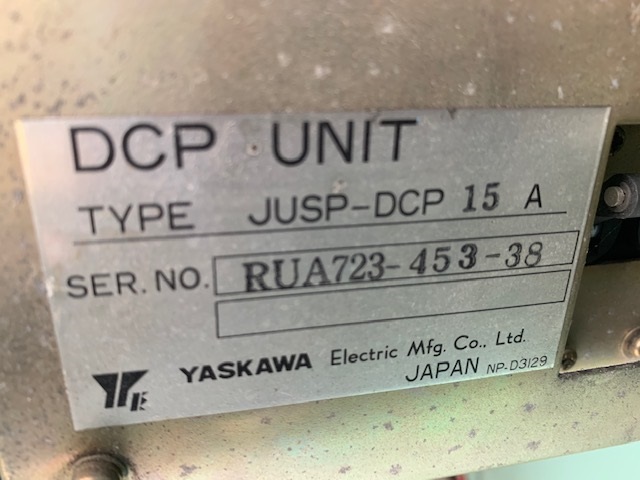 DCP UNIT
TYPE JUSP-DCP 15 A
SER. NO. RUA723-453-38
YE YASKAWA Electric Mfg. Co., Ltd.
JAPAN NP-D3129